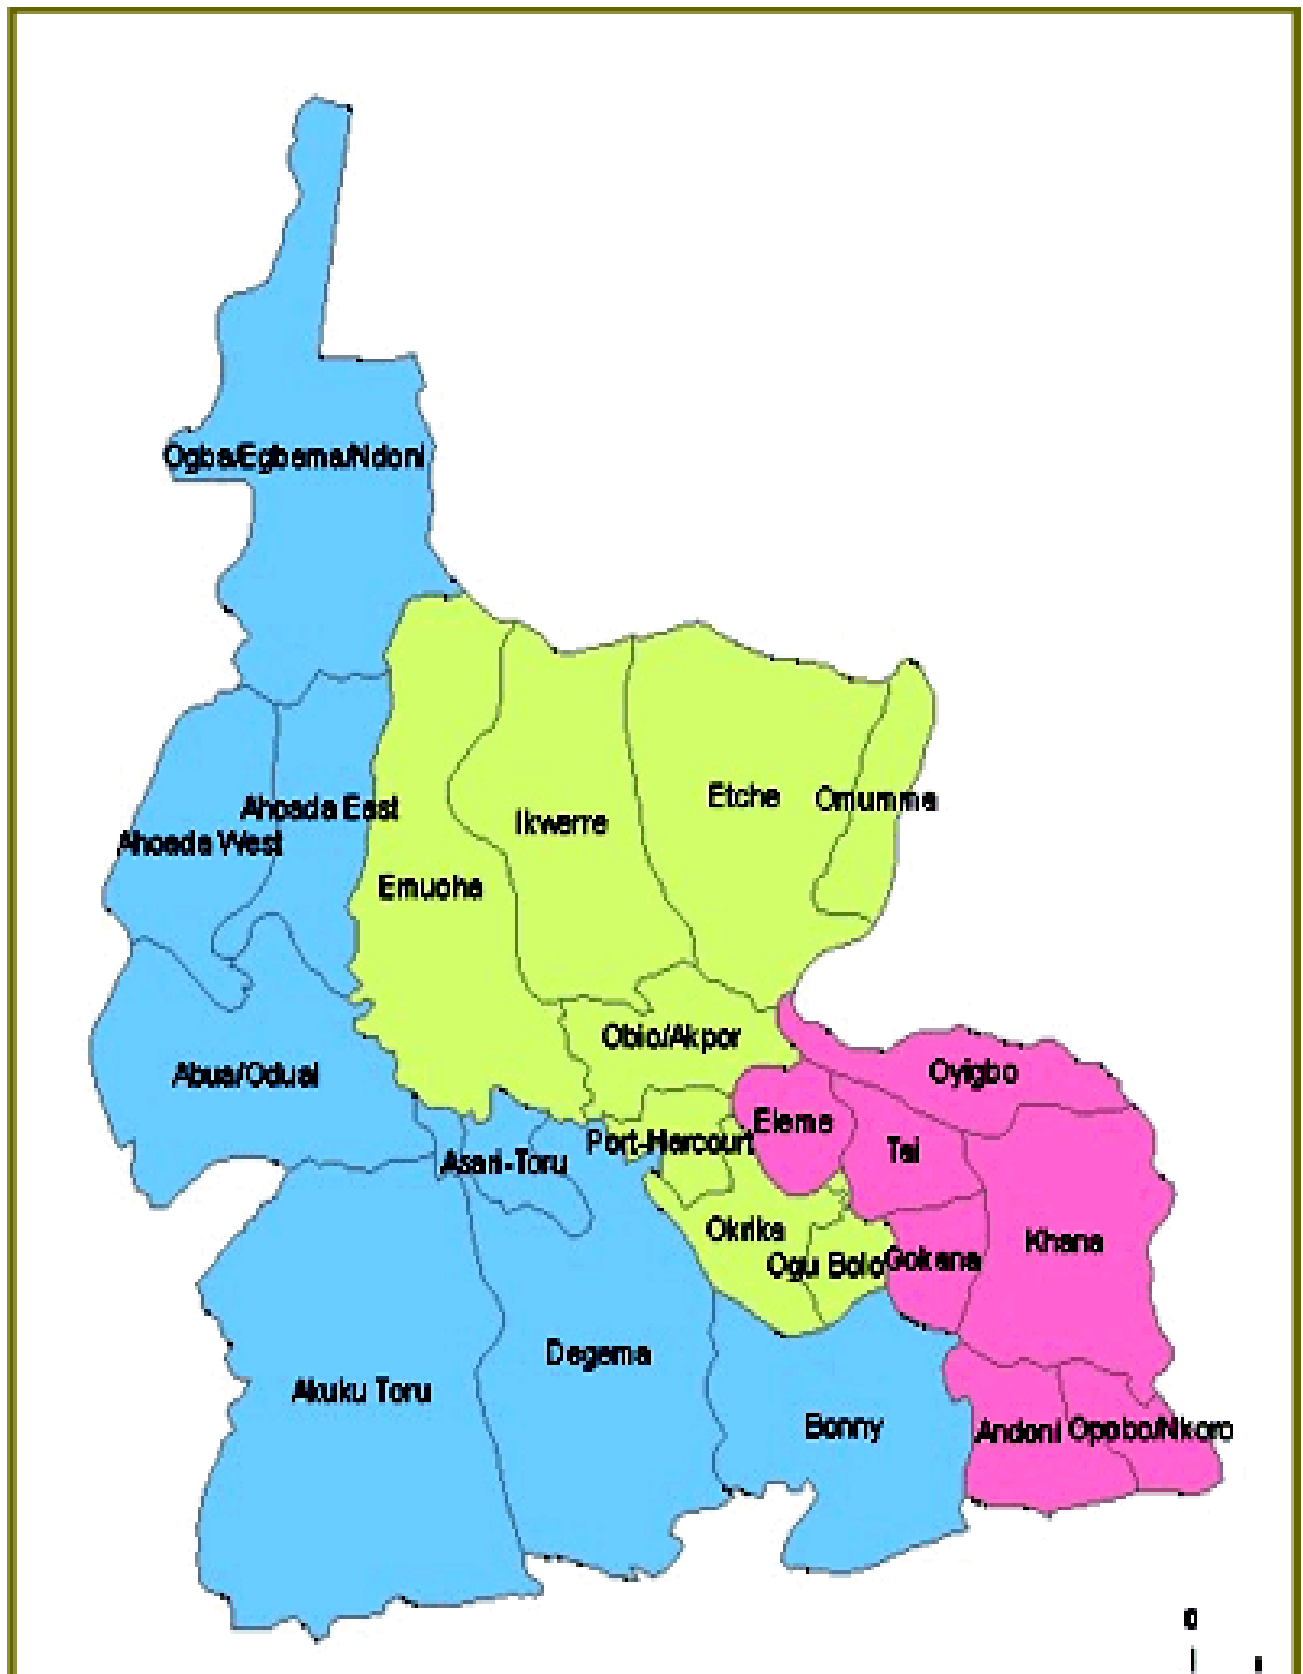 Ogba/Egbema/Ndoni
Ahoada East
Ahoada West
Emuoha
Ikwerre
Etche
Omumma
Obio/Akpor
Abua/Odual
Oyigbo
Eleme
Port-Harcourt
Tai
Asari-Toru
Okrika
Ogu Bolo
Gokana
Khana
Degema
Akuku Toru
Bonny
Andoni
Opobo/Nkoro
0